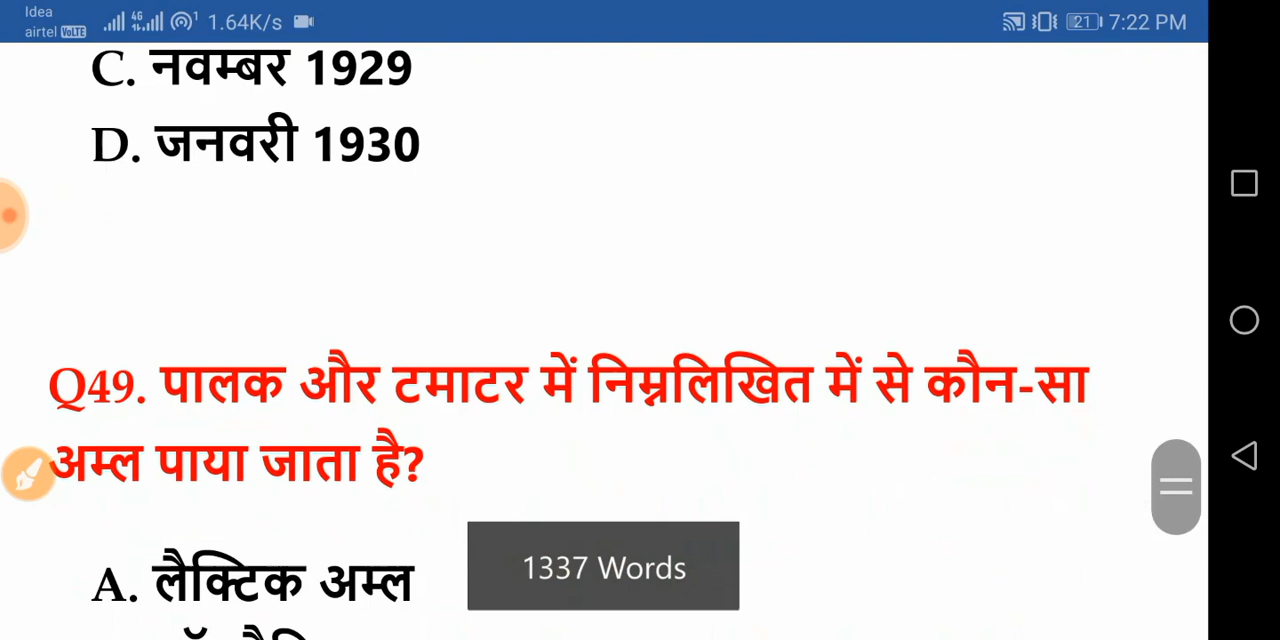 Idea
airtel VoLTE 4G 1 1.64K/s 21 7:22 PM
C. नवम्बर 1929
D. जनवरी 1930
Q49. पालक और टमाटर में निम्नलिखित में से कौन-सा
अम्ल पाया जाता है?
A. लैक्टिक अम्ल
1337 Words